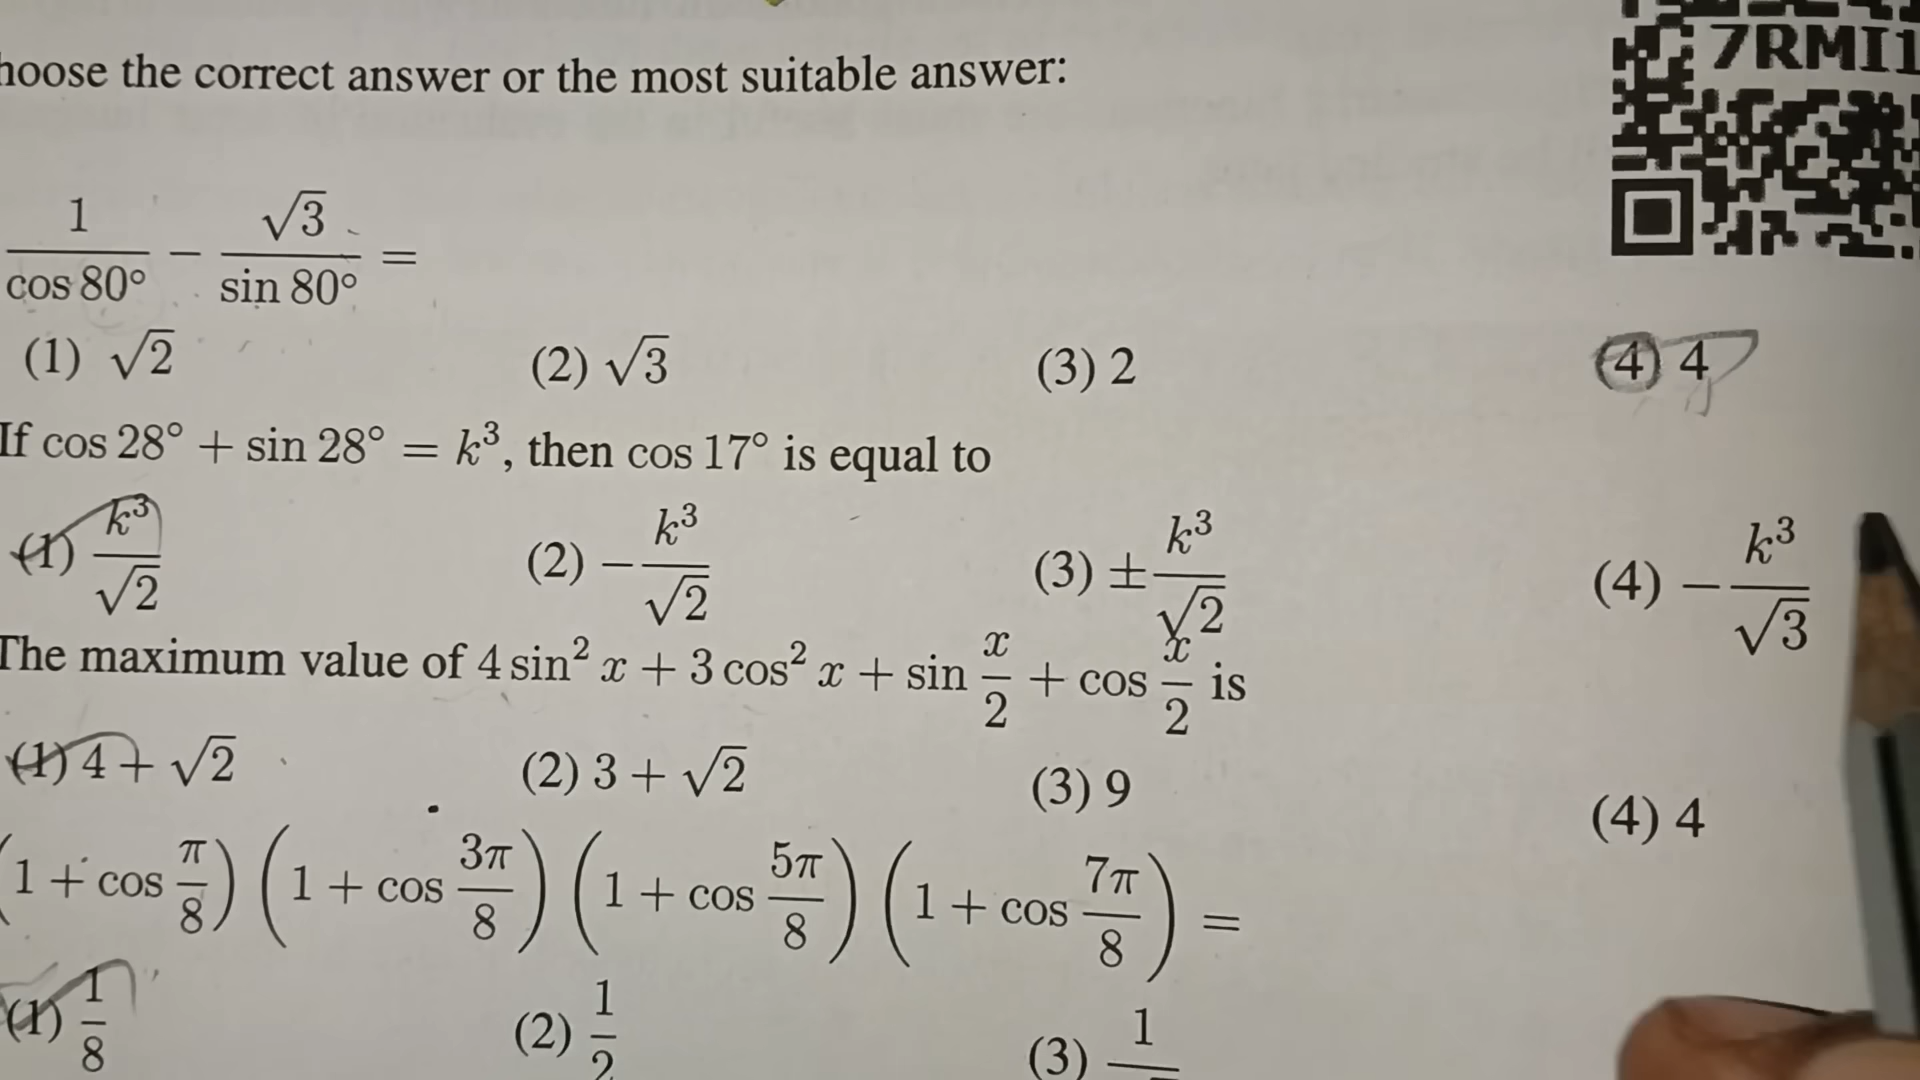 hoose the correct answer or the most suitable answer:
7RMI1
1/cos 80° − √3/sin 80° =
(1) √2 (2) √3 (3) 2 (4) 4
If cos 28° + sin 28° = k³, then cos 17° is equal to
(1) k³/√2 (2) −k³/√2 (3) ±k³/√2 (4) −k³/√3
The maximum value of 4 sin² x + 3 cos² x + sin x/2 + cos x/2 is
(1) 4 + √2 (2) 3 + √2 (3) 9 (4) 4
(1 + cos π/8) (1 + cos 3π/8) (1 + cos 5π/8) (1 + cos 7π/8) =
(1) 1/8 (2) 1/2 (3) 1